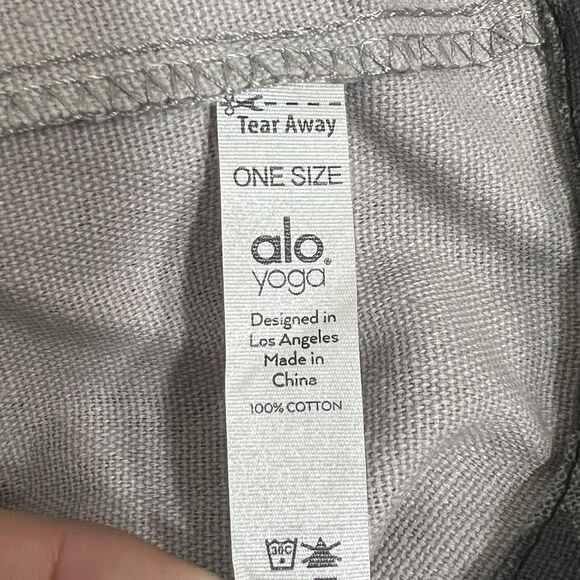 Tear Away
ONE SIZE
alo®
yoga
Designed in
Los Angeles
Made in
China
100% COTTON
30C